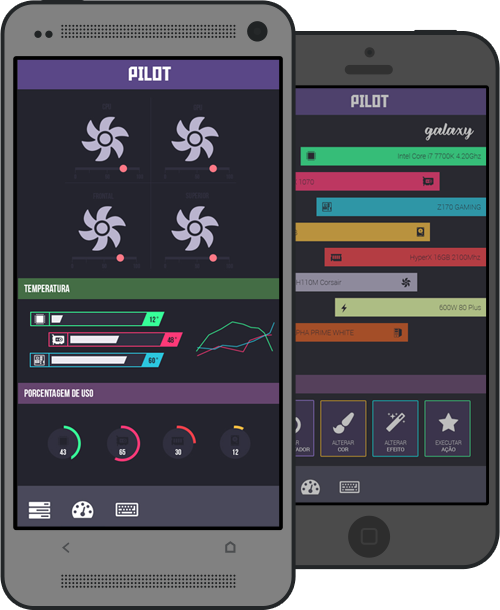 PILOT
TEMPERATURA
12°
48°
60°
PORCENTAGEM DE USO
43
65
30
12
PILOT
galaxy
Intel Core i7 7700K 4.20Ghz
Z170 GAMING
HyperX 16GB 2100Mhz
H110M Corsair
600W 80 Plus
PHA PRIME WHITE
ADOR
ALTERAR
COR
ALTERAR
EFEITO
EXECUTAR
AÇÃO